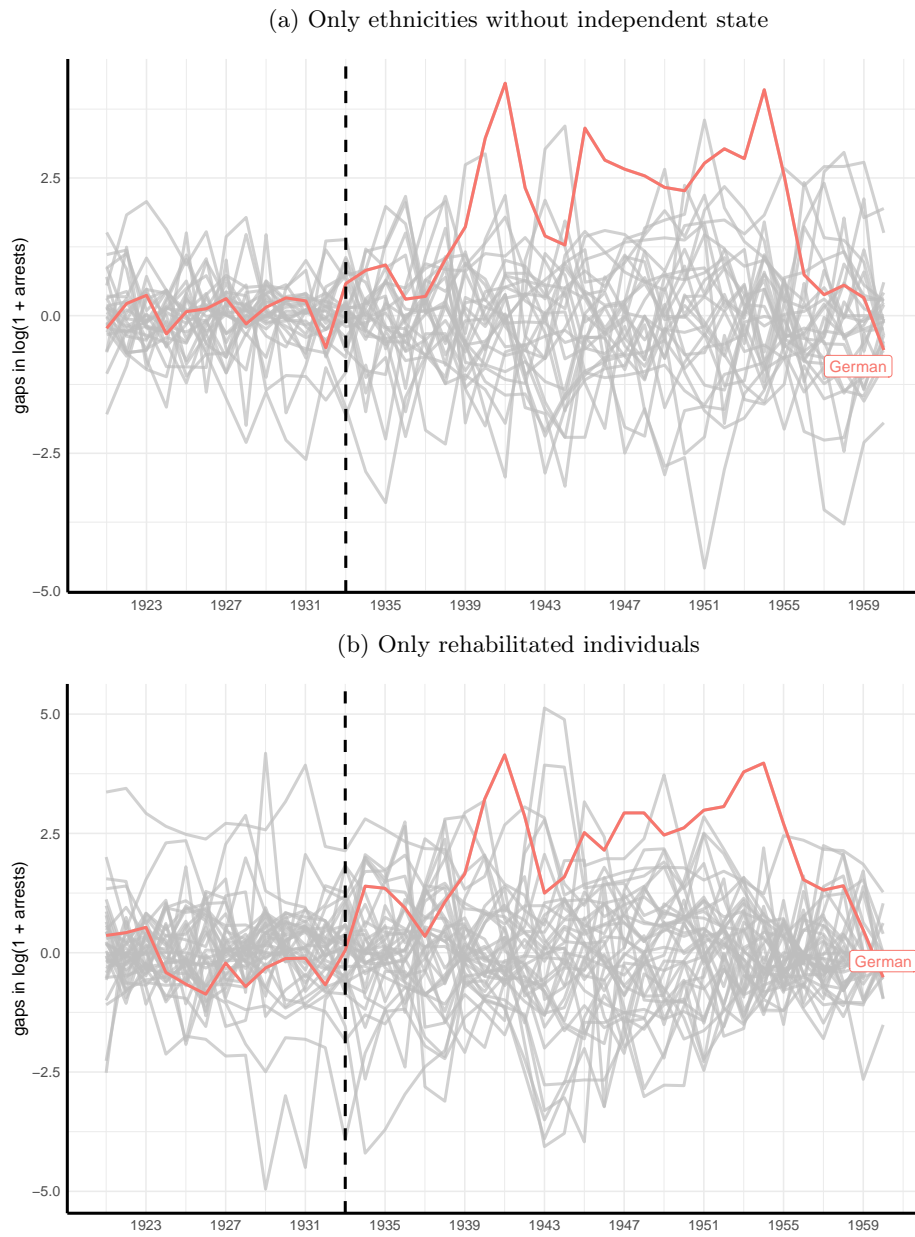 (a) Only ethnicities without independent state
gaps in log(1 + arrests)
2.5
0.0
−2.5
−5.0
German
1923 1927 1931 1935 1939 1943 1947 1951 1955 1959
(b) Only rehabilitated individuals
gaps in log(1 + arrests)
5.0
2.5
0.0
−2.5
−5.0
German
1923 1927 1931 1935 1939 1943 1947 1951 1955 1959